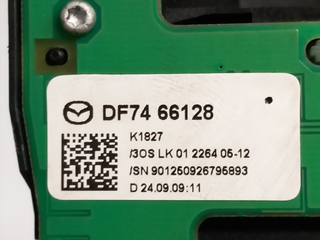 DF74 66128
K1827
/3OS LK 01 2264 05-12
/SN 901250926795893
D 24.09.09:11